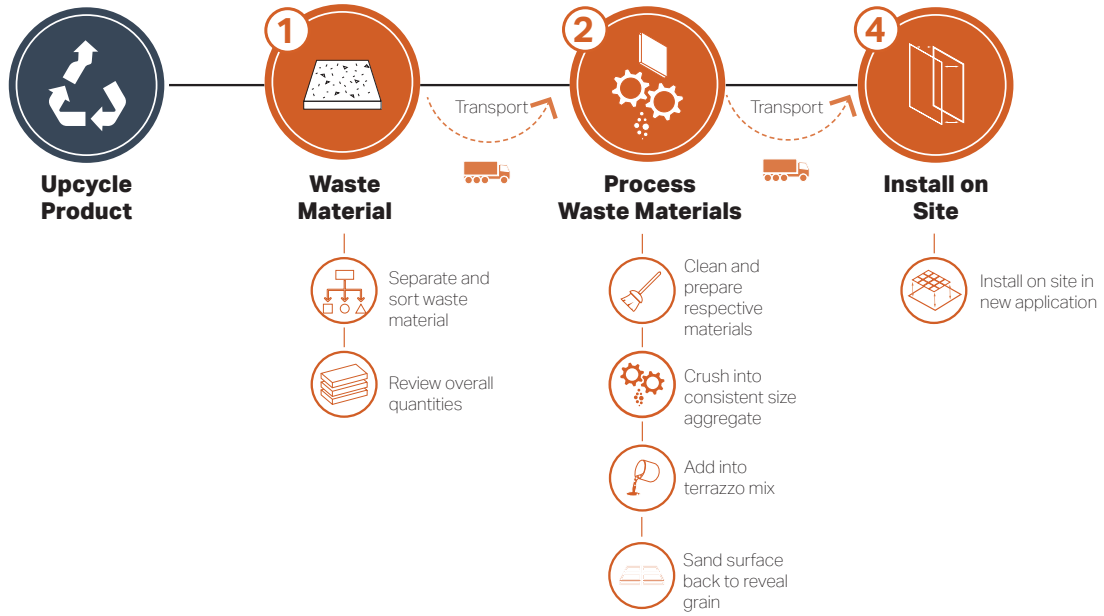 1
2
4
Transport
Transport
Upcycle
Product
Waste
Material
Process
Waste Materials
Install on
Site
Separate and
sort waste
material
Review overall
quantities
Clean and
prepare
respective
materials
Crush into
consistent size
aggregate
Add into
terrazzo mix
Sand surface
back to reveal
grain
Install on site in
new application